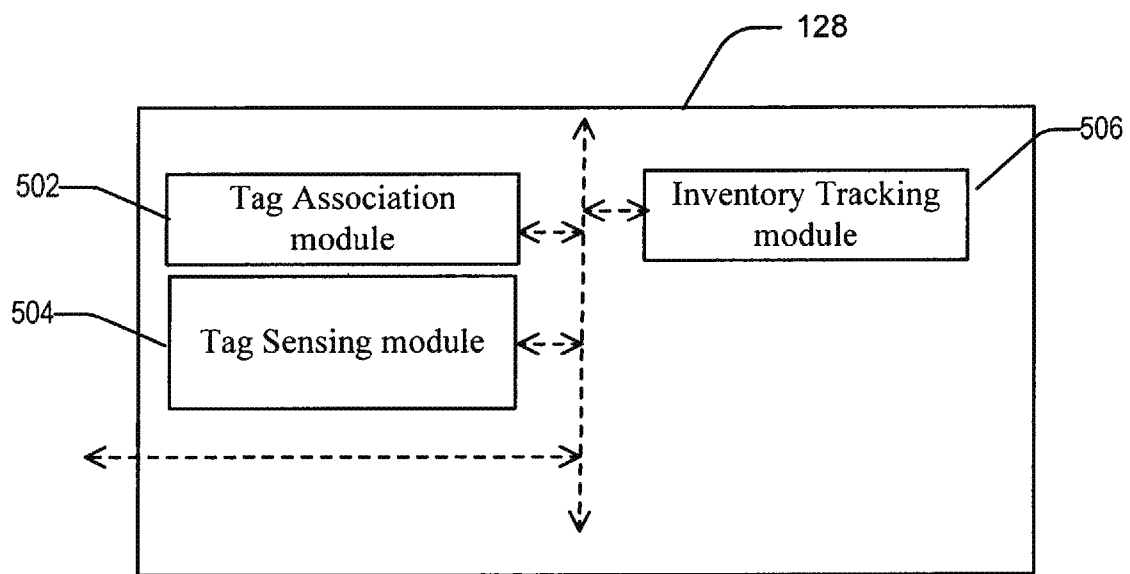 128
506
502
Tag Association
module
Inventory Tracking
module
504
Tag Sensing module